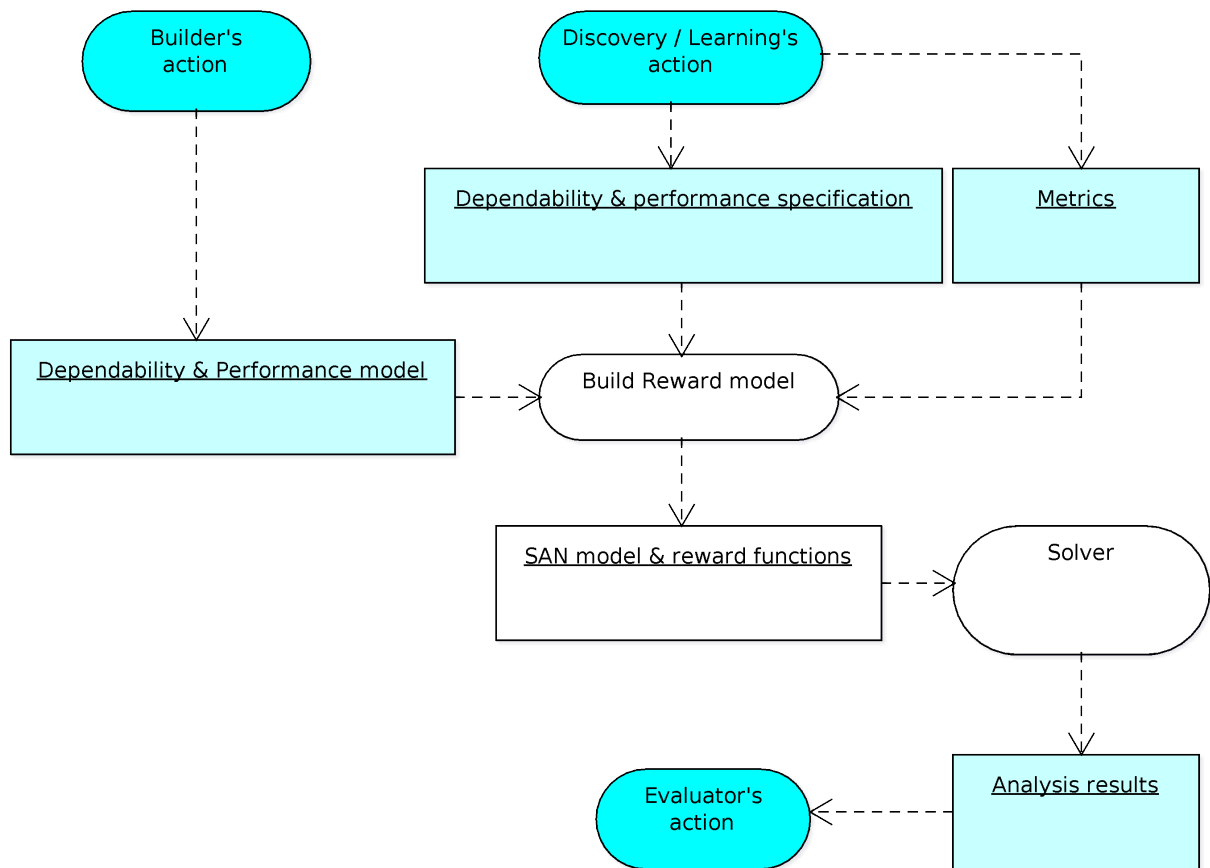 Builder's
action
Discovery / Learning's
action
Dependability & performance specification
Metrics
Dependability & Performance model
Build Reward model
SAN model & reward functions
Solver
Analysis results
Evaluator's
action